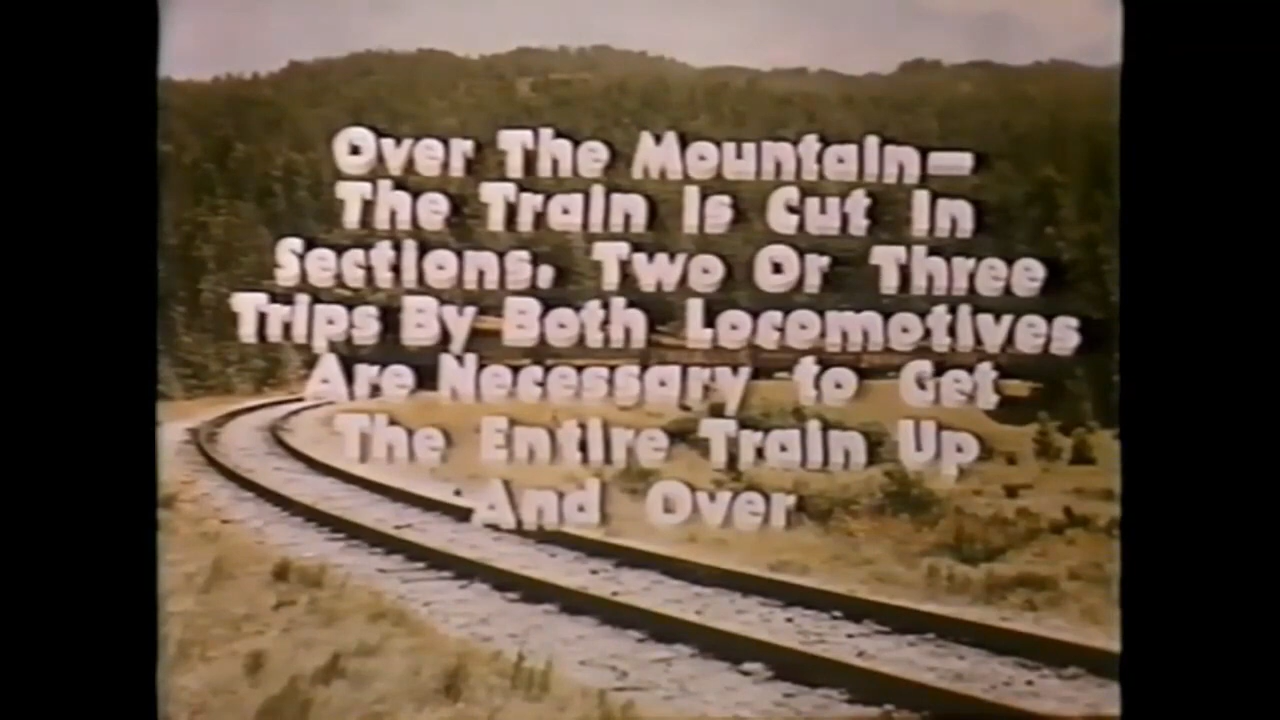 Over The Mountain-
The Train Is Cut In
Sections. Two Or Three
Trips By Both Locomotives
Are Necessary to Get
The Entire Train Up
And Over